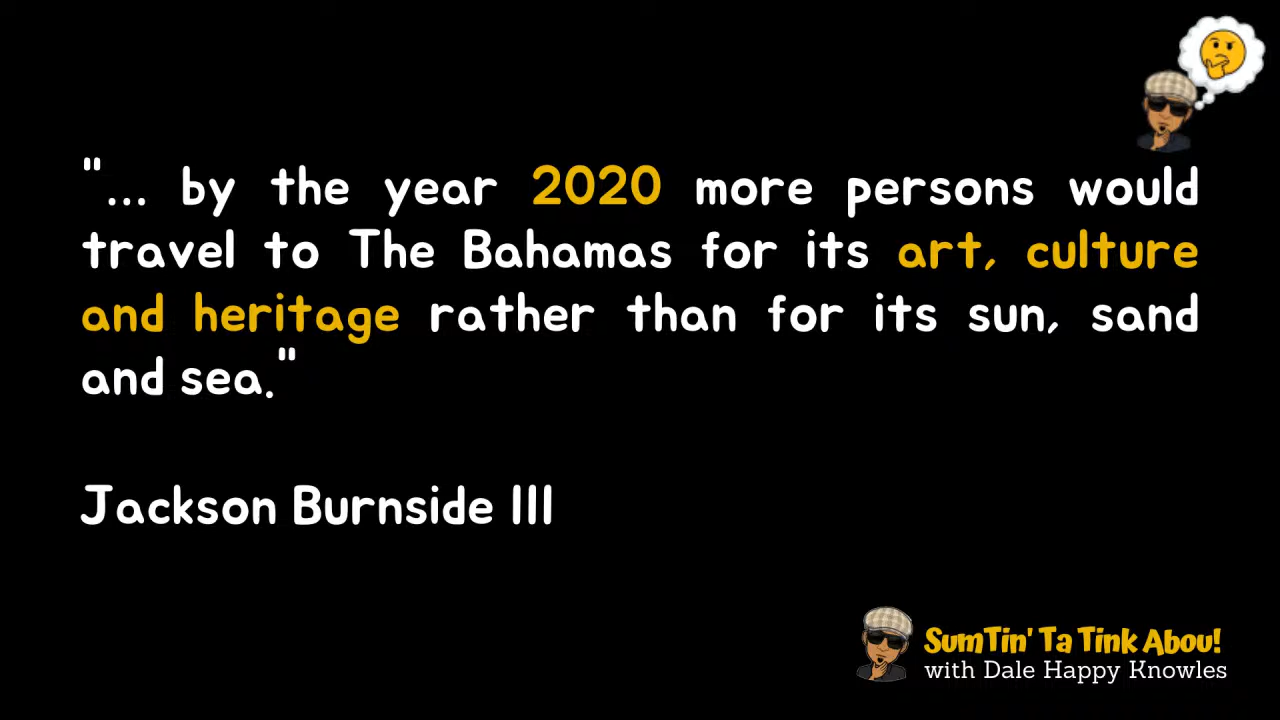 "... by the year 2020 more persons would
travel to The Bahamas for its art, culture
and heritage rather than for its sun, sand
and sea."
Jackson Burnside III
SumTin' Ta Tink Abou!
with Dale Happy Knowles